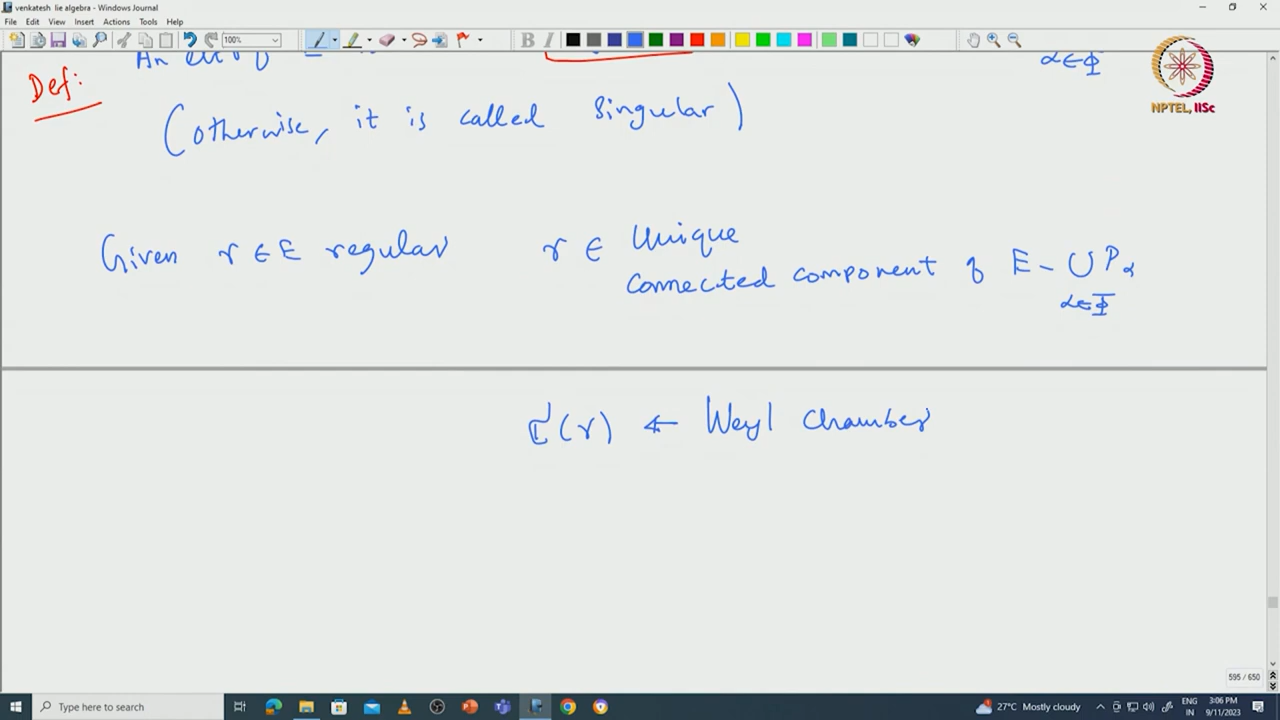 venkatesh lie algebra - Windows Journal
File Edit View Insert Actions Tools Help
100%
α∈Φ
Def:
(otherwise, it is called Singular)
NPTEL, IISc
Given γ ∈ E regular γ ∈ Unique
Connected component of E - ∪ P_α
α∈Φ
ℭ(γ) ← Weyl Chamber
595 / 650
Type here to search
27°C Mostly cloudy
ENG
IN
3:06 PM
9/11/2023